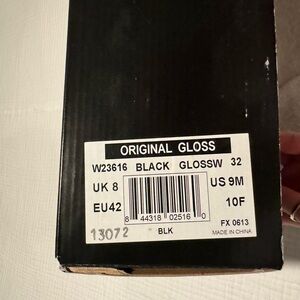 ORIGINAL GLOSS
W23616 BLACK GLOSSW 32
UK 8 US 9M
EU42 10F
8 44318 02516 0
FX 0613
13072 BLK MADE IN CHINA